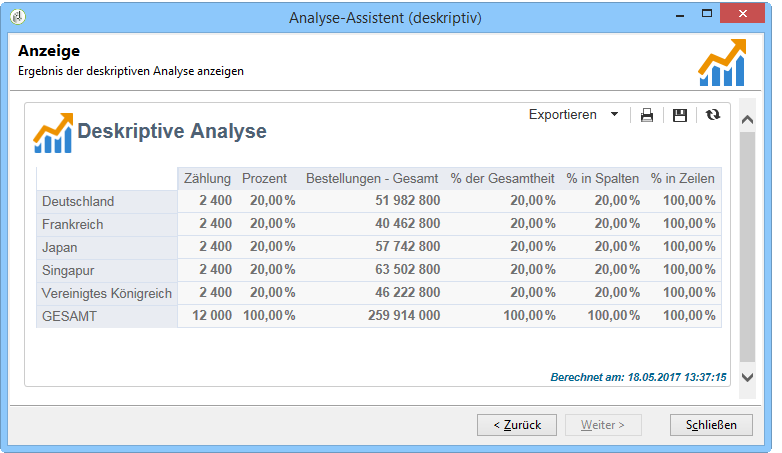 Analyse-Assistent (deskriptiv)
Anzeige
Ergebnis der deskriptiven Analyse anzeigen
Exportieren
Deskriptive Analyse
Zählung Prozent Bestellungen - Gesamt % der Gesamtheit % in Spalten % in Zeilen
Deutschland 2 400 20,00 % 51 982 800 20,00 % 20,00 % 100,00 %
Frankreich 2 400 20,00 % 40 462 800 20,00 % 20,00 % 100,00 %
Japan 2 400 20,00 % 57 742 800 20,00 % 20,00 % 100,00 %
Singapur 2 400 20,00 % 63 502 800 20,00 % 20,00 % 100,00 %
Vereinigtes Königreich 2 400 20,00 % 46 222 800 20,00 % 20,00 % 100,00 %
GESAMT 12 000 100,00 % 259 914 000 100,00 % 100,00 % 100,00 %
Berechnet am: 18.05.2017 13:37:15
< Zurück Weiter > Schließen